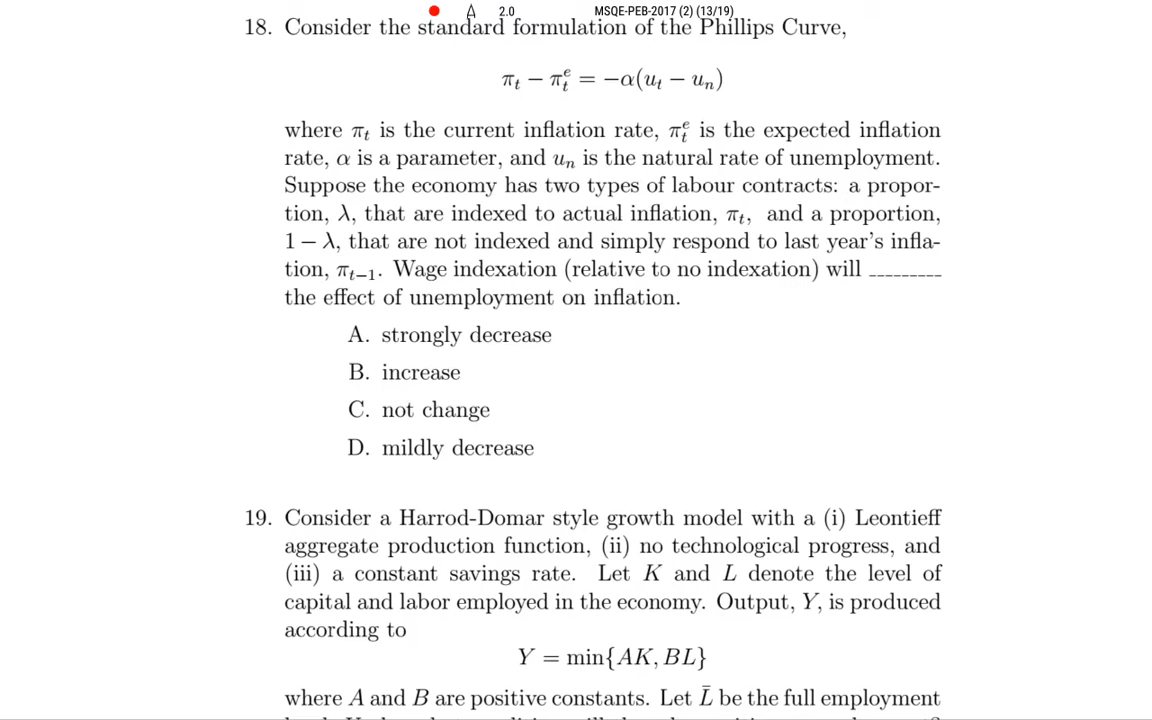 2.0 MSQE-PEB-2017 (2) (13/19)
18. Consider the standard formulation of the Phillips Curve,
πt − πt^e = −α(ut − un)
where πt is the current inflation rate, πt^e is the expected inflation
rate, α is a parameter, and un is the natural rate of unemployment.
Suppose the economy has two types of labour contracts: a propor-
tion, λ, that are indexed to actual inflation, πt, and a proportion,
1 − λ, that are not indexed and simply respond to last year's infla-
tion, πt−1. Wage indexation (relative to no indexation) will _________
the effect of unemployment on inflation.
A. strongly decrease
B. increase
C. not change
D. mildly decrease
19. Consider a Harrod-Domar style growth model with a (i) Leontieff
aggregate production function, (ii) no technological progress, and
(iii) a constant savings rate. Let K and L denote the level of
capital and labor employed in the economy. Output, Y, is produced
according to
Y = min{AK, BL}
where A and B are positive constants. Let L̄ be the full employment